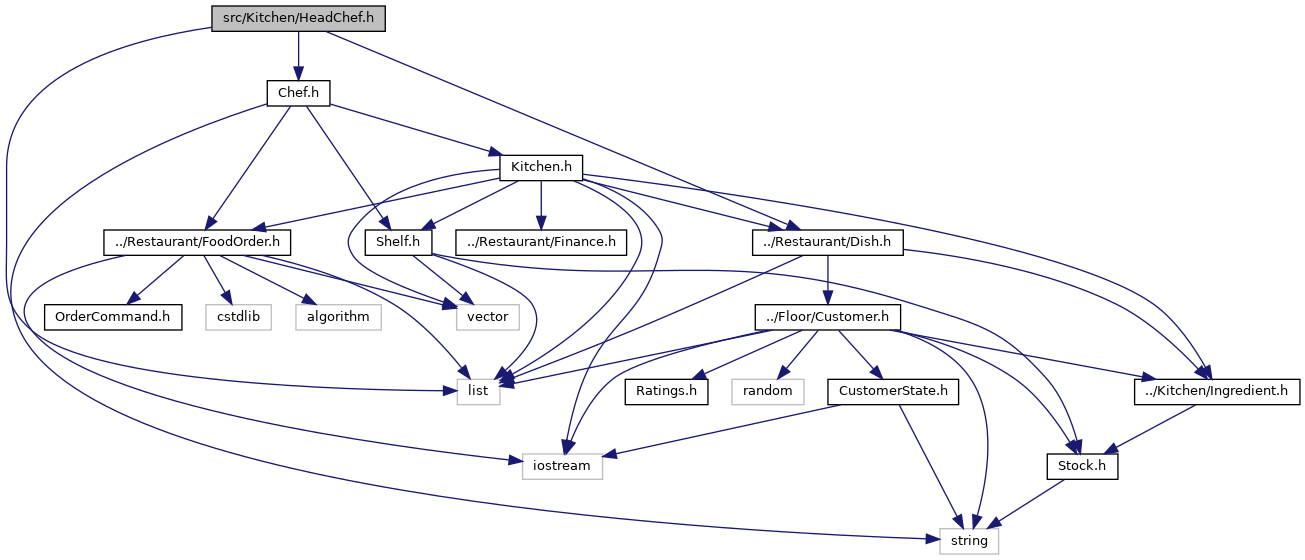 src/Kitchen/HeadChef.h
Chef.h
Kitchen.h
../Restaurant/FoodOrder.h
Shelf.h
../Restaurant/Finance.h
../Restaurant/Dish.h
OrderCommand.h
cstdlib
algorithm
vector
../Floor/Customer.h
list
Ratings.h
random
CustomerState.h
../Kitchen/Ingredient.h
iostream
Stock.h
string